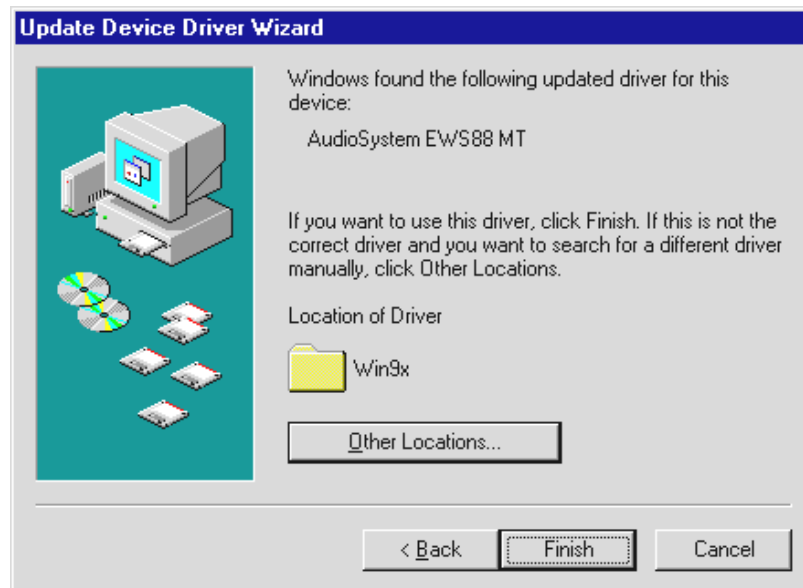 Update Device Driver Wizard
Windows found the following updated driver for this
device:
AudioSystem EWS88 MT
If you want to use this driver, click Finish. If this is not the
correct driver and you want to search for a different driver
manually, click Other Locations.
Location of Driver
Win9x
Other Locations...
< Back
Finish
Cancel